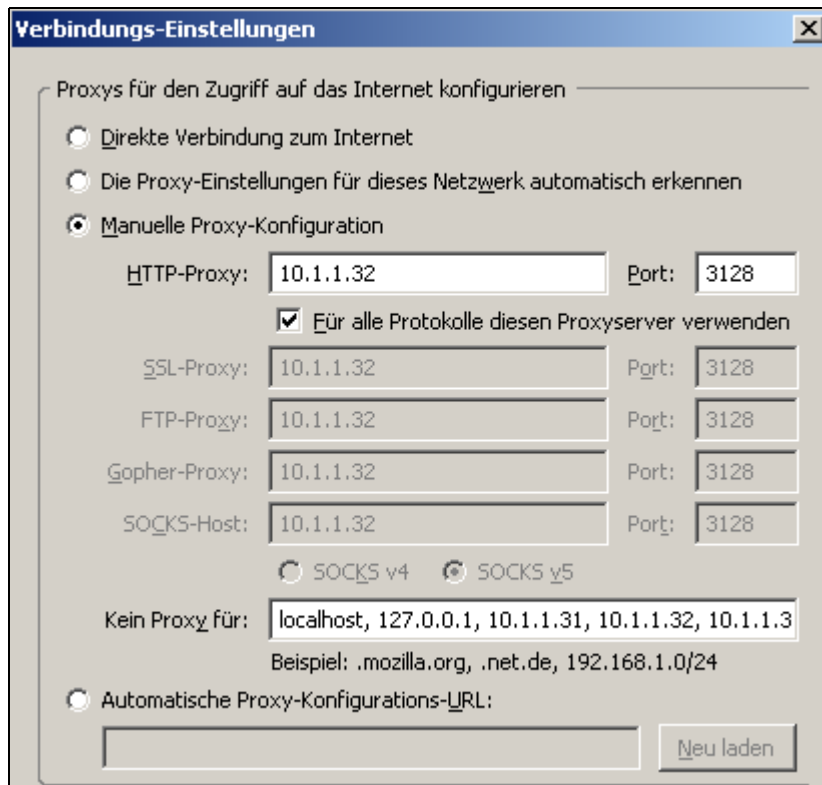 Verbindungs-Einstellungen
Proxys für den Zugriff auf das Internet konfigurieren
Direkte Verbindung zum Internet
Die Proxy-Einstellungen für dieses Netzwerk automatisch erkennen
Manuelle Proxy-Konfiguration
HTTP-Proxy: 10.1.1.32 Port: 3128
Für alle Protokolle diesen Proxyserver verwenden
SSL-Proxy: 10.1.1.32 Port: 3128
FTP-Proxy: 10.1.1.32 Port: 3128
Gopher-Proxy: 10.1.1.32 Port: 3128
SOCKS-Host: 10.1.1.32 Port: 3128
SOCKS v4 SOCKS v5
Kein Proxy für: localhost, 127.0.0.1, 10.1.1.31, 10.1.1.32, 10.1.1.3
Beispiel: .mozilla.org, .net.de, 192.168.1.0/24
Automatische Proxy-Konfigurations-URL:
Neu laden